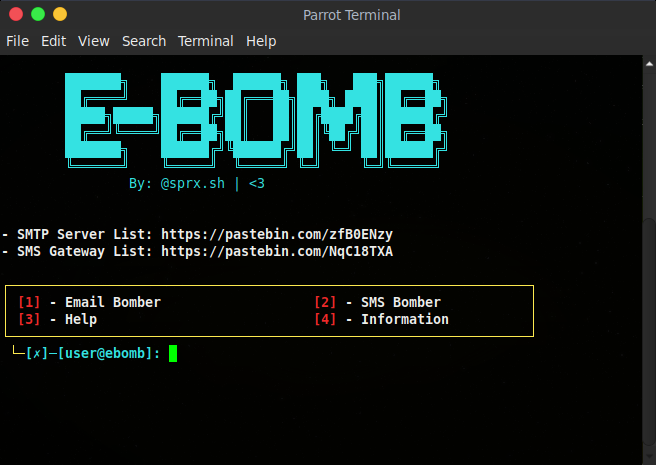 Parrot Terminal
File Edit View Search Terminal Help
E-BOMB
By: @sprx.sh | <3
- SMTP Server List: https://pastebin.com/zfB0ENzy
- SMS Gateway List: https://pastebin.com/NqC18TXA
[1] - Email Bomber [2] - SMS Bomber
[3] - Help [4] - Information
└─[✗]─[user@ebomb]: